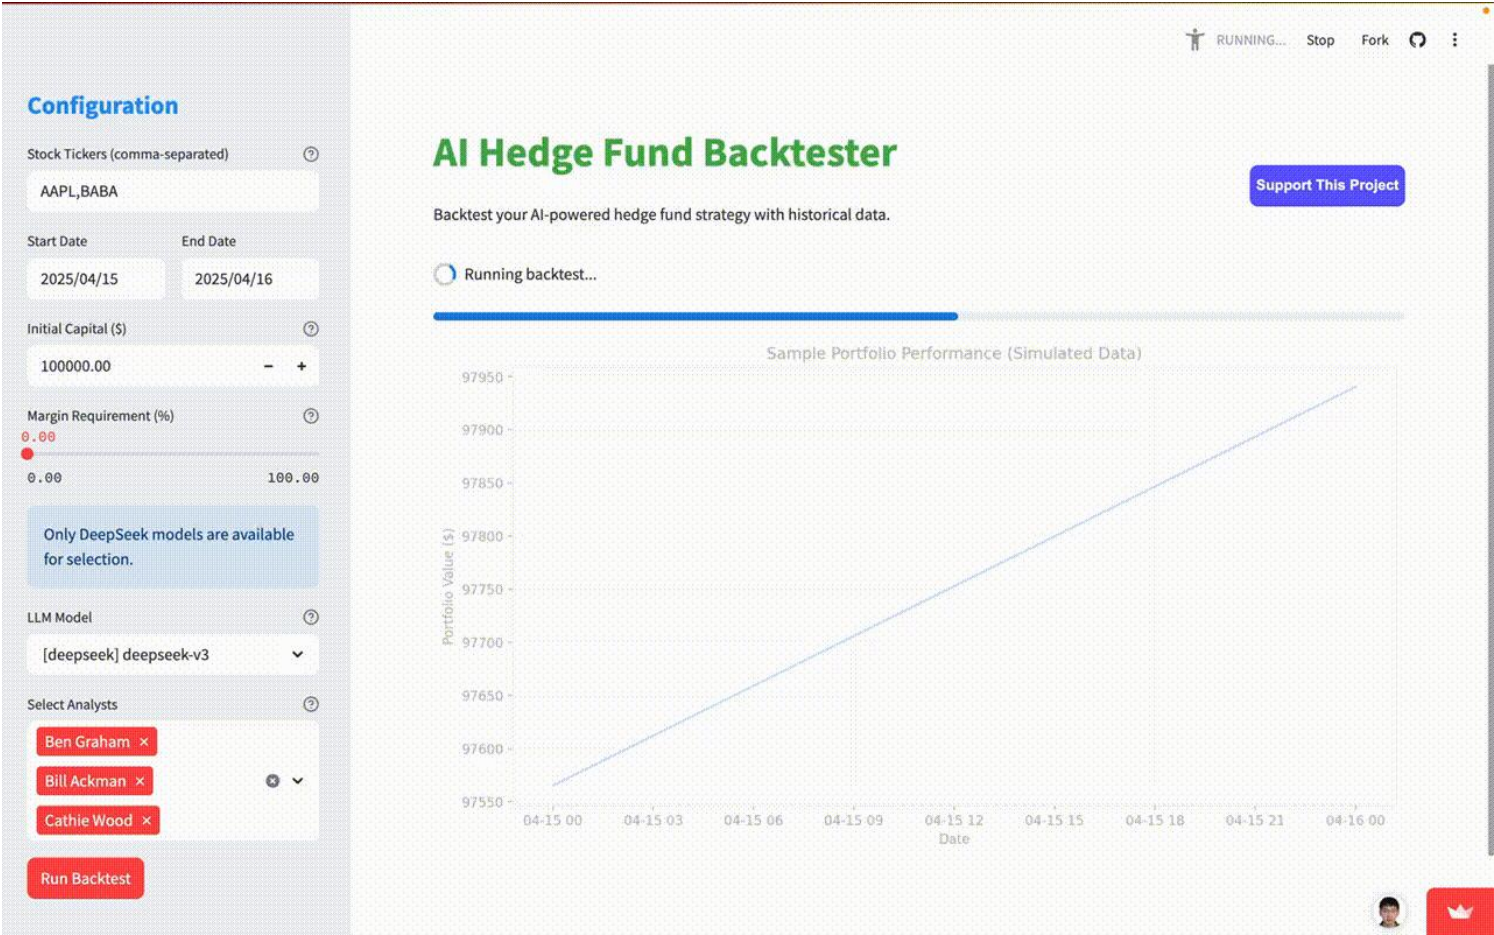 RUNNING...
Stop
Fork
Configuration
Stock Tickers (comma-separated)
AAPL,BABA
Start Date
End Date
2025/04/15
2025/04/16
Initial Capital ($)
100000.00
Margin Requirement (%)
0.00
0.00
100.00
Only DeepSeek models are available
for selection.
LLM Model
[deepseek] deepseek-v3
Select Analysts
Ben Graham ×
Bill Ackman ×
Cathie Wood ×
Run Backtest
AI Hedge Fund Backtester
Support This Project
Backtest your AI-powered hedge fund strategy with historical data.
Running backtest...
Sample Portfolio Performance (Simulated Data)
Portfolio Value ($)
97950
97900
97850
97800
97750
97700
97650
97600
97550
04-15 00
04-15 03
04-15 06
04-15 09
04-15 12
04-15 15
04-15 18
04-15 21
04-16 00
Date